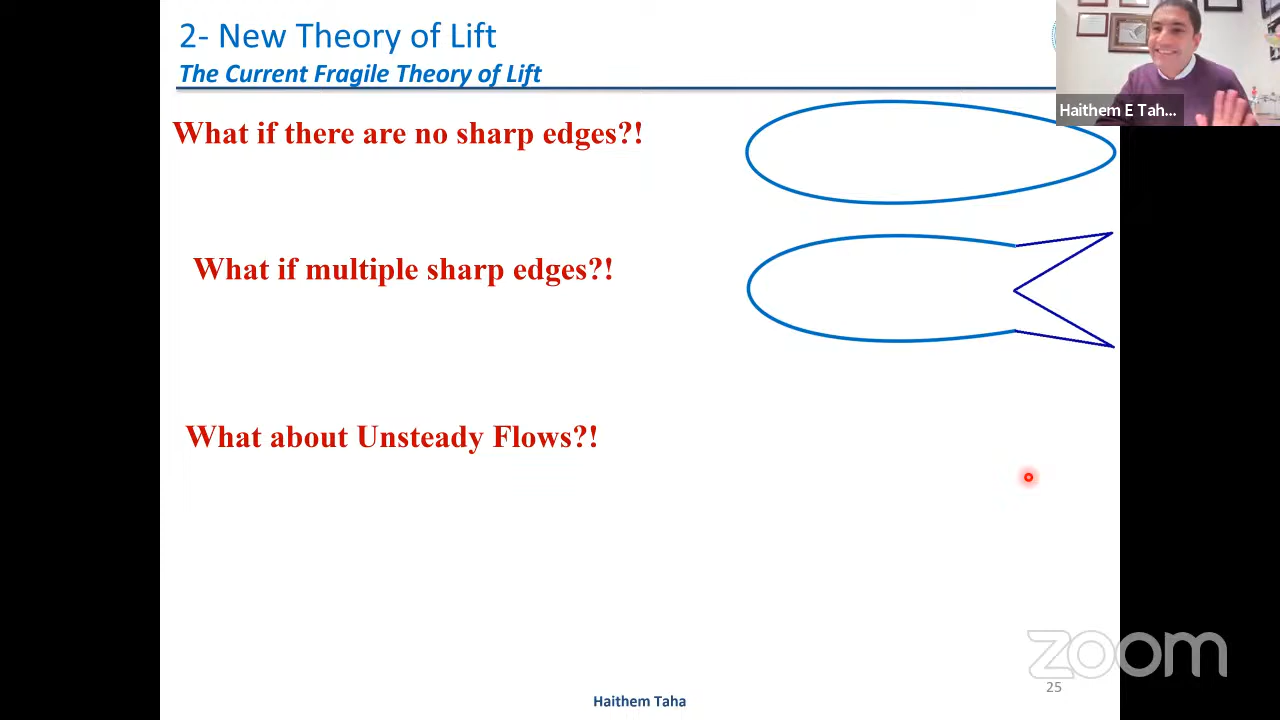 2- New Theory of Lift
The Current Fragile Theory of Lift
Haithem E Tah...
What if there are no sharp edges?!
What if multiple sharp edges?!
What about Unsteady Flows?!
zoom
25
Haithem Taha